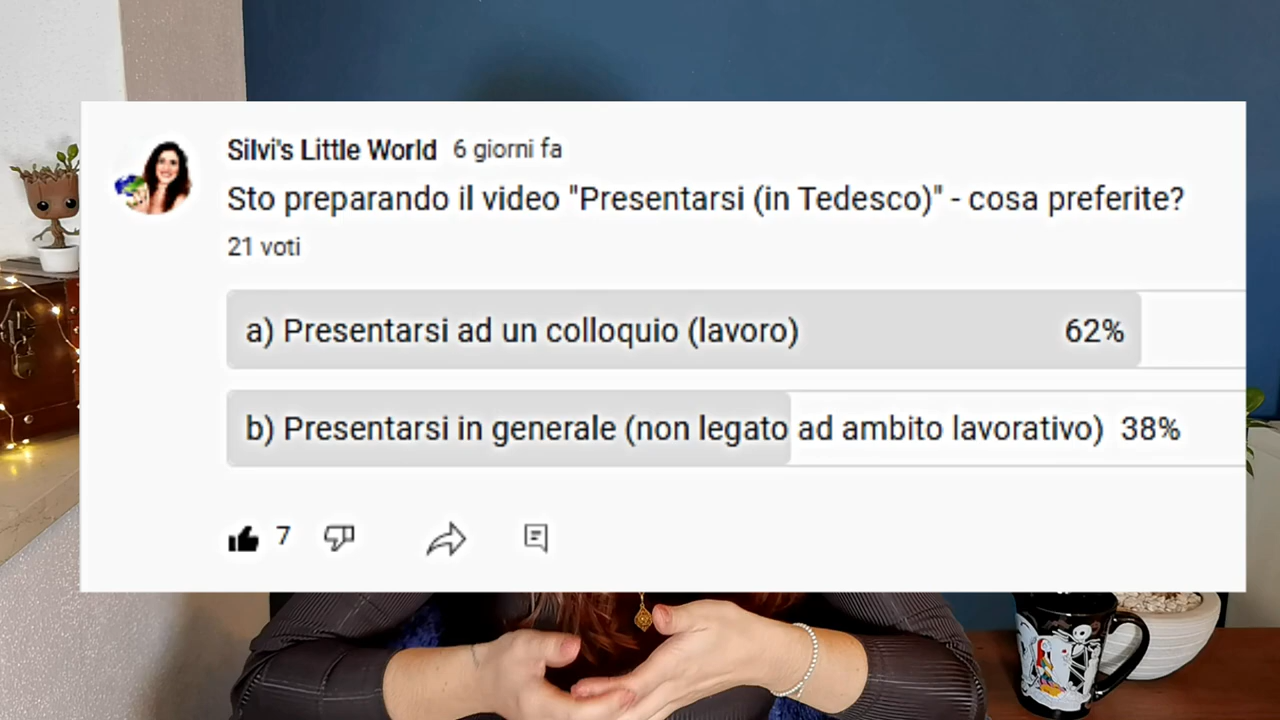 Silvi's Little World 6 giorni fa
Sto preparando il video "Presentarsi (in Tedesco)" - cosa preferite?
21 voti
a) Presentarsi ad un colloquio (lavoro) 62%
b) Presentarsi in generale (non legato ad ambito lavorativo) 38%
7